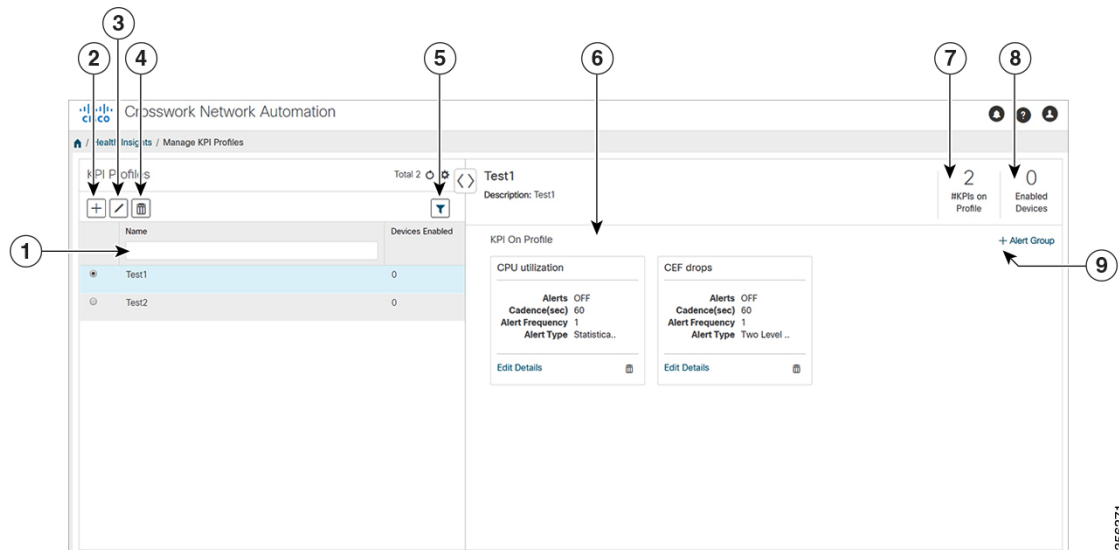 2 3 4 5 6 7 8
CISCO Crosswork Network Automation
/ Health Insights / Manage KPI Profiles
KPI Profiles Total 2
Test1
Description: Test1
2
#KPIs on
Profile
0
Enabled
Devices
Name Devices Enabled
1
Test1 0
Test2 0
KPI On Profile
+ Alert Group
9
CPU utilization
Alerts OFF
Cadence(sec) 60
Alert Frequency 1
Alert Type Statistica..
Edit Details
CEF drops
Alerts OFF
Cadence(sec) 60
Alert Frequency 1
Alert Type Two Level ..
Edit Details